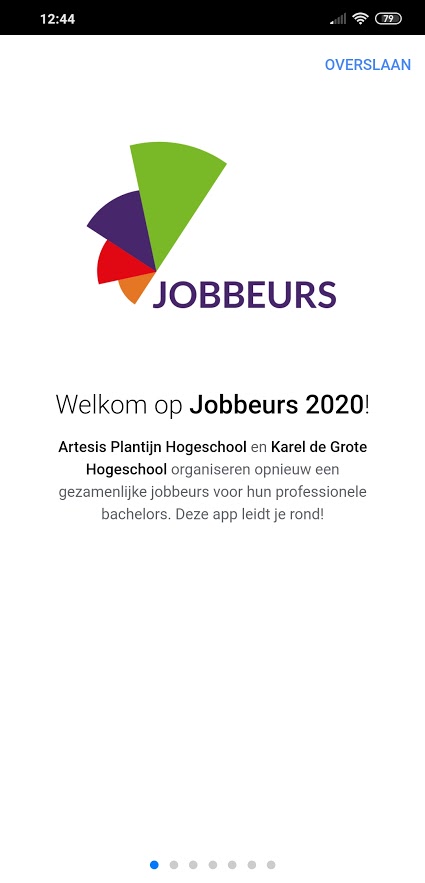 12:44
79
OVERSLAAN
JOBBEURS
Welkom op Jobbeurs 2020!
Artesis Plantijn Hogeschool en Karel de Grote
Hogeschool organiseren opnieuw een
gezamenlijke jobbeurs voor hun professionele
bachelors. Deze app leidt je rond!